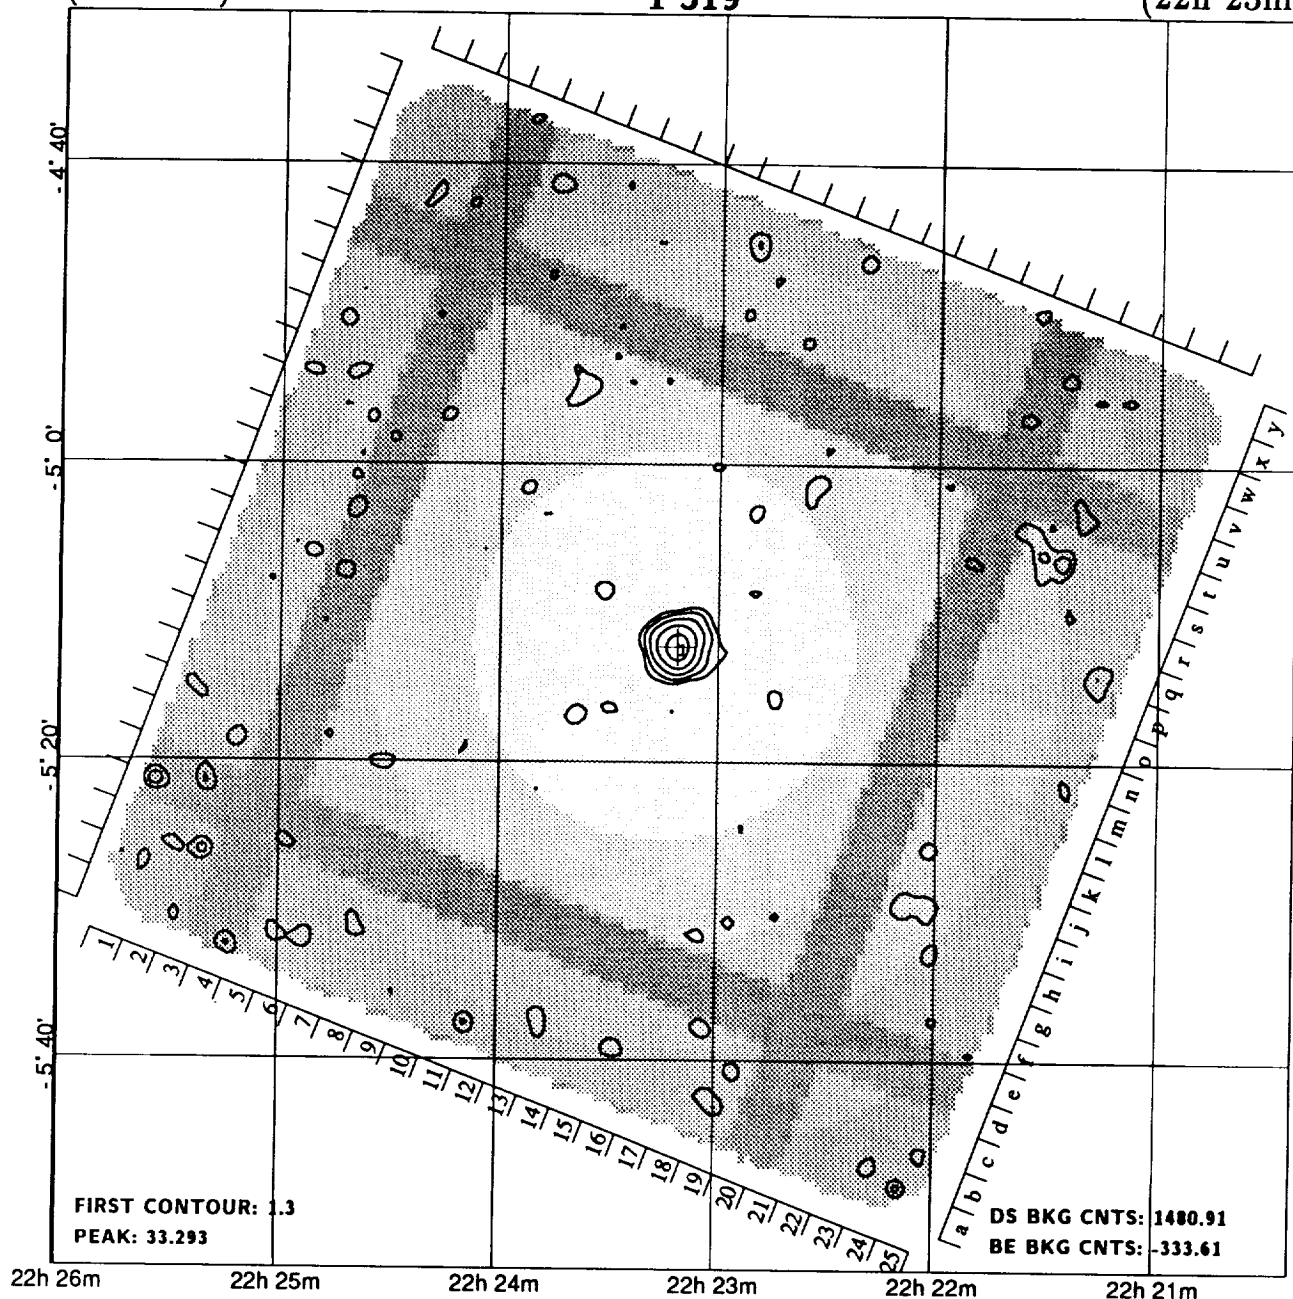 -4° 40'
-5° 0'
-5° 20'
-5° 40'
1 2 3 4 5 6 7 8 9 10 11 12 13 14 15 16 17 18 19 20 21 22 23 24 25
a b c d e f g h i j k l m n o p q r s t u v w x y
FIRST CONTOUR: 1.3
PEAK: 33.293
DS BKG CNTS: 1480.91
BE BKG CNTS: -333.61
22h 26m 22h 25m 22h 24m 22h 23m 22h 22m 22h 21m